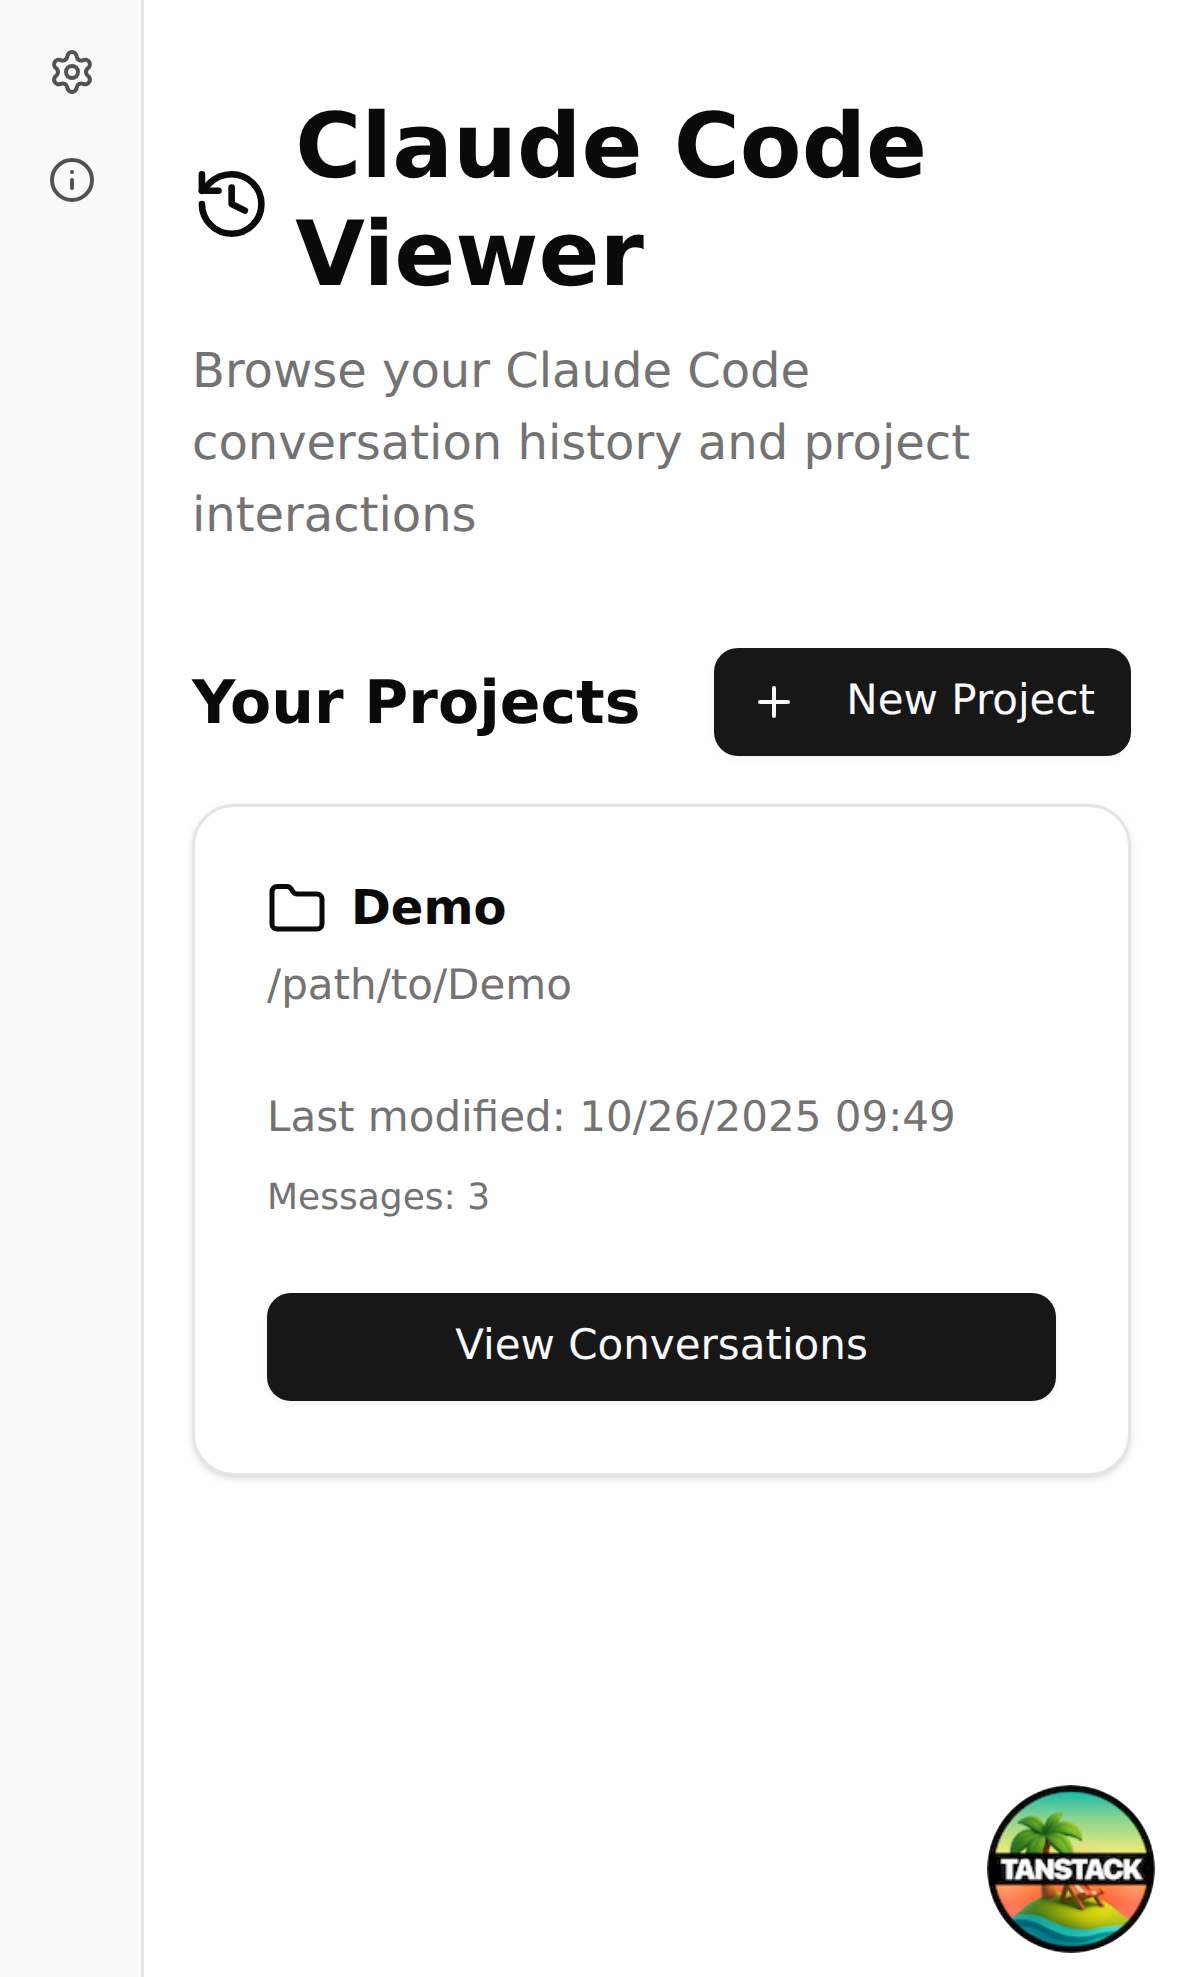 Claude Code
Viewer
Browse your Claude Code
conversation history and project
interactions
Your Projects
New Project
Demo
/path/to/Demo
Last modified: 10/26/2025 09:49
Messages: 3
View Conversations
TANSTACK